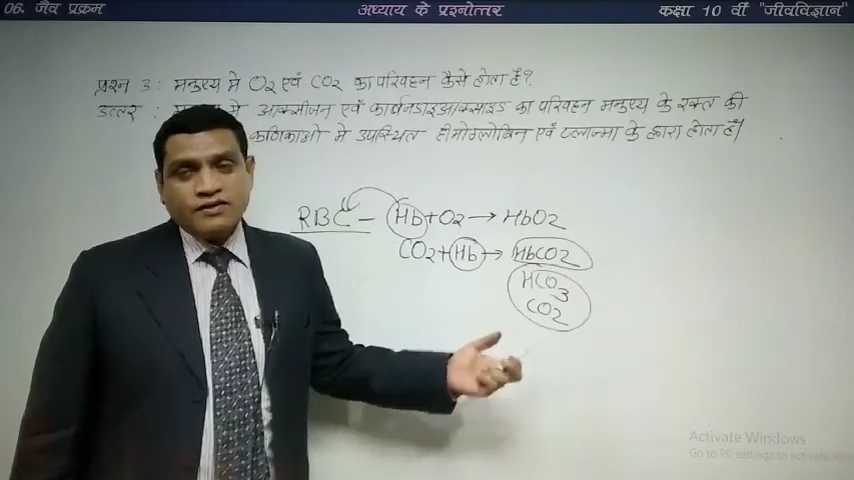 06. जैव प्रक्रम
अध्याय के प्रश्नोत्तर
कक्षा 10 वीं "जीवविज्ञान"
प्रश्न 3: मनुष्य मे O2 एवं CO2 का परिवहन कैसे होता है?
उत्तर : मे आक्सीजन एवं कार्बनडाइआक्साइड का परिवहन मनुष्य के रक्त की
कणिकाओ मे उपस्थित हीमोग्लोबिन एवं प्लाज्मा के द्वारा होता है।
RBC - Hb+O2 → HbO2
CO2+Hb → HbCO2
HCO3
CO2
Activate Windows
Go to PC settings to activate